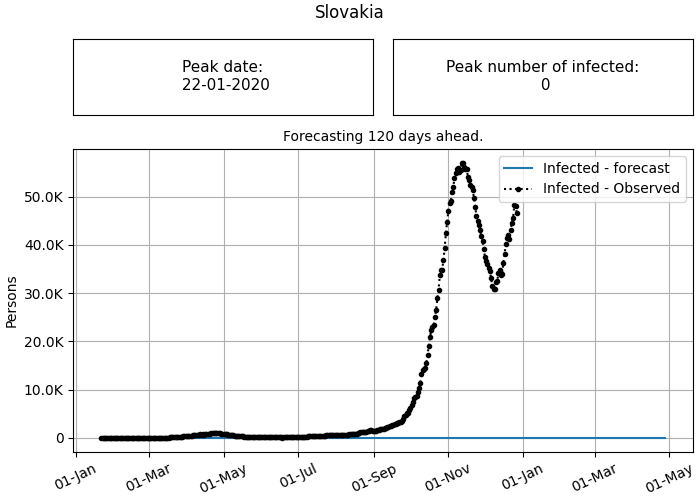 Slovakia
Peak date:
22-01-2020
Peak number of infected:
0
Forecasting 120 days ahead.
Infected - forecast
Infected - Observed
Persons
50.0K
40.0K
30.0K
20.0K
10.0K
0
01-Jan
01-Mar
01-May
01-Jul
01-Sep
01-Nov
01-Jan
01-Mar
01-May